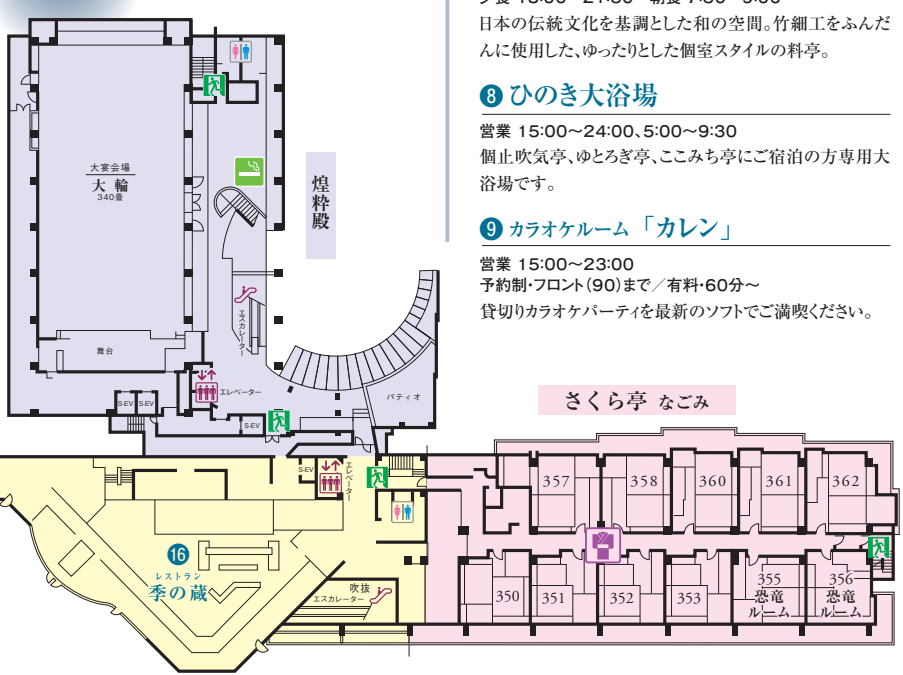 日本の伝統文化を基調とした和の空間。竹細工をふんだ
んに使用した、ゆったりとした個室スタイルの料亭。
8 ひのき大浴場
営業 15:00～24:00、5:00～9:30
個止吹気亭、ゆとろぎ亭、ここみち亭にご宿泊の方専用大
浴場です。
9 カラオケルーム 「カレン」
営業 15:00～23:00
予約制・フロント(90)まで／有料・60分～
貸切りカラオケパーティを最新のソフトでご満喫ください。
煌粋殿
大宴会場
大輪
340畳
舞台
エスカレーター
エレベーター
パティオ
S-EV
S-EV
S-EV
さくら亭 なごみ
S-EV
エレベーター
357
358
360
361
362
16
レストラン
季の蔵
吹抜
エスカレーター
350
351
352
353
355
恐竜
ルーム
356
恐竜
ルーム